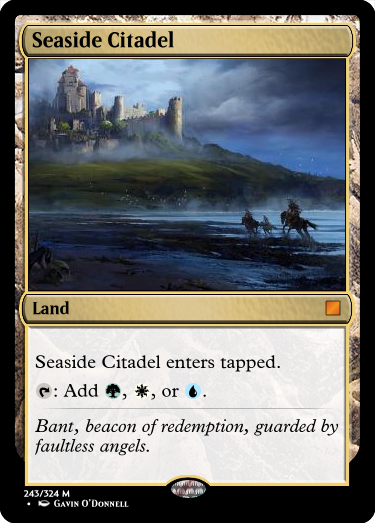 Seaside Citadel
Land
Seaside Citadel enters tapped.
: Add , , or .
Bant, beacon of redemption, guarded by
faultless angels.
243/324 M
• Gavin O'Donnell